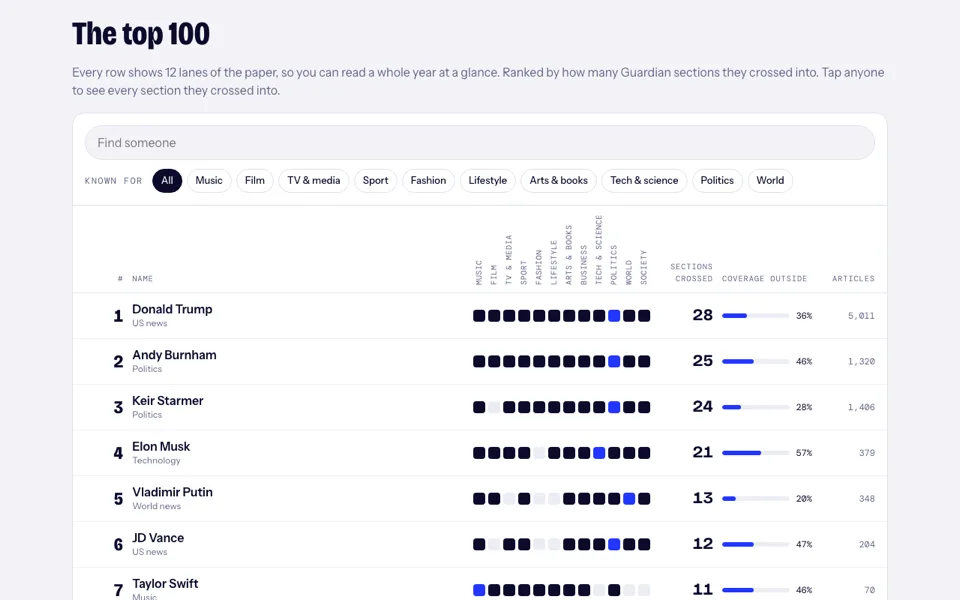 The top 100
Every row shows 12 lanes of the paper, so you can read a whole year at a glance. Ranked by how many Guardian sections they crossed into. Tap anyone
to see every section they crossed into.
Find someone
KNOWN FOR All Music Film TV & media Sport Fashion Lifestyle Arts & books Tech & science Politics World
# NAME MUSIC FILM TV & MEDIA SPORT FASHION LIFESTYLE ARTS & BOOKS BUSINESS TECH & SCIENCE POLITICS WORLD SOCIETY SECTIONS CROSSED COVERAGE OUTSIDE ARTICLES
1 Donald Trump 28 36% 5,011
US news
2 Andy Burnham 25 46% 1,320
Politics
3 Keir Starmer 24 28% 1,406
Politics
4 Elon Musk 21 57% 379
Technology
5 Vladimir Putin 13 20% 348
World news
6 JD Vance 12 47% 204
US news
7 Taylor Swift 11 46% 70
Music